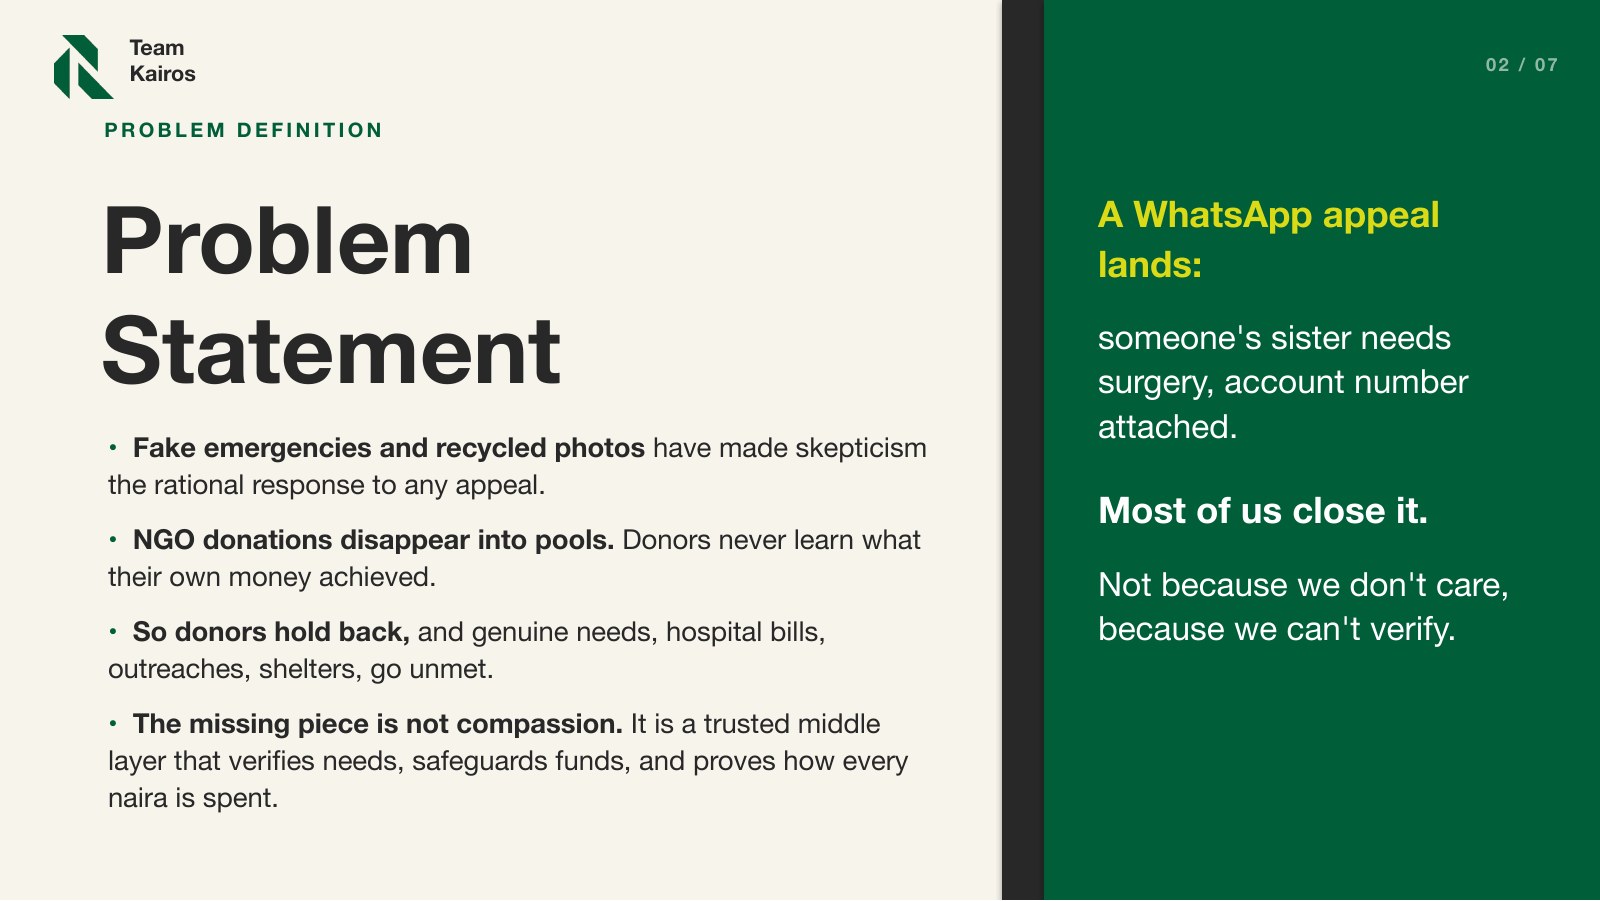 Team
Kairos
PROBLEM DEFINITION
Problem
Statement
• Fake emergencies and recycled photos have made skepticism
the rational response to any appeal.
• NGO donations disappear into pools. Donors never learn what
their own money achieved.
• So donors hold back, and genuine needs, hospital bills,
outreaches, shelters, go unmet.
• The missing piece is not compassion. It is a trusted middle
layer that verifies needs, safeguards funds, and proves how every
naira is spent.
02 / 07
A WhatsApp appeal
lands:
someone's sister needs
surgery, account number
attached.
Most of us close it.
Not because we don't care,
because we can't verify.